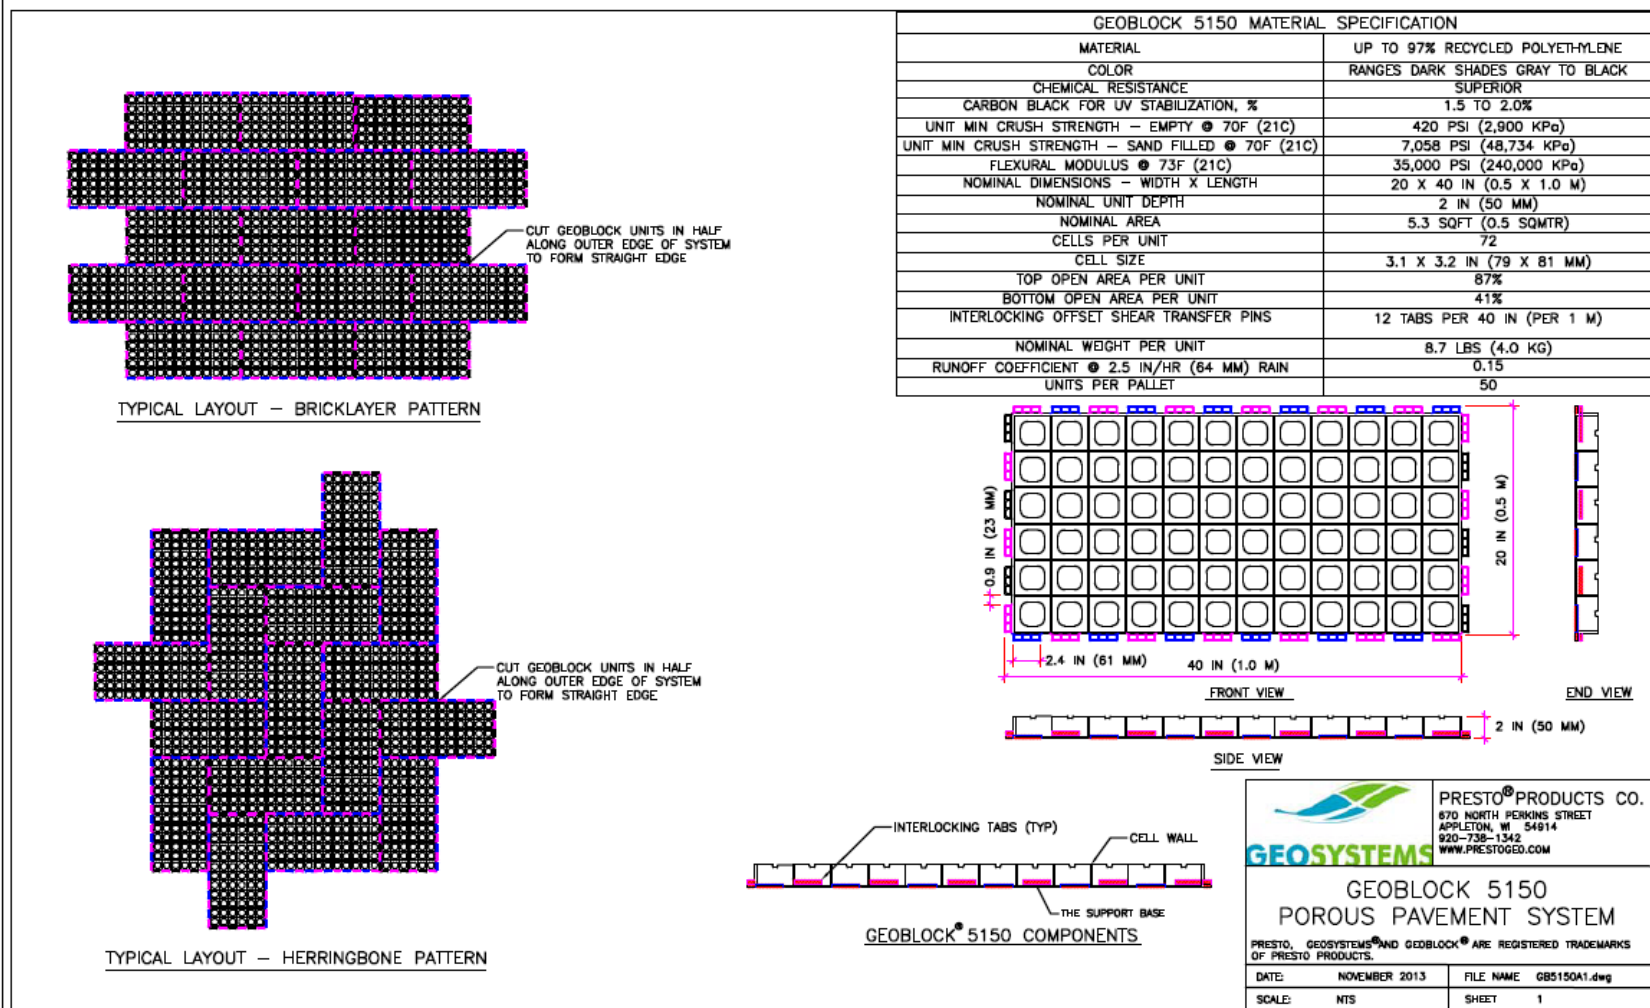 GEOBLOCK 5150 MATERIAL SPECIFICATION
MATERIAL UP TO 97% RECYCLED POLYETHYLENE
COLOR RANGES DARK SHADES GRAY TO BLACK
CHEMICAL RESISTANCE SUPERIOR
CARBON BLACK FOR UV STABILIZATION, % 1.5 TO 2.0%
UNIT MIN CRUSH STRENGTH – EMPTY @ 70F (21C) 420 PSI (2,900 KPa)
UNIT MIN CRUSH STRENGTH – SAND FILLED @ 70F (21C) 7,058 PSI (48,734 KPa)
FLEXURAL MODULUS @ 73F (21C) 35,000 PSI (240,000 KPa)
NOMINAL DIMENSIONS – WIDTH X LENGTH 20 X 40 IN (0.5 X 1.0 M)
NOMINAL UNIT DEPTH 2 IN (50 MM)
NOMINAL AREA 5.3 SQFT (0.5 SQMTR)
CELLS PER UNIT 72
CELL SIZE 3.1 X 3.2 IN (79 X 81 MM)
TOP OPEN AREA PER UNIT 87%
BOTTOM OPEN AREA PER UNIT 41%
INTERLOCKING OFFSET SHEAR TRANSFER PINS 12 TABS PER 40 IN (PER 1 M)
NOMINAL WEIGHT PER UNIT 8.7 LBS (4.0 KG)
RUNOFF COEFFICIENT @ 2.5 IN/HR (64 MM) RAIN 0.15
UNITS PER PALLET 50
CUT GEOBLOCK UNITS IN HALF
ALONG OUTER EDGE OF SYSTEM
TO FORM STRAIGHT EDGE
TYPICAL LAYOUT – BRICKLAYER PATTERN
CUT GEOBLOCK UNITS IN HALF
ALONG OUTER EDGE OF SYSTEM
TO FORM STRAIGHT EDGE
TYPICAL LAYOUT – HERRINGBONE PATTERN
0.9 IN (23 MM)
20 IN (0.5 M)
2.4 IN (61 MM)
40 IN (1.0 M)
FRONT VIEW
END VIEW
2 IN (50 MM)
SIDE VIEW
INTERLOCKING TABS (TYP)
CELL WALL
THE SUPPORT BASE
GEOBLOCK® 5150 COMPONENTS
GEOSYSTEMS
PRESTO® PRODUCTS CO.
670 NORTH PERKINS STREET
APPLETON, WI 54914
920-738-1342
WWW.PRESTOGEO.COM
GEOBLOCK 5150
POROUS PAVEMENT SYSTEM
PRESTO, GEOSYSTEMS® AND GEOBLOCK® ARE REGISTERED TRADEMARKS
OF PRESTO PRODUCTS.
DATE: NOVEMBER 2013 FILE NAME GB5150A1.dwg
SCALE: NTS SHEET 1